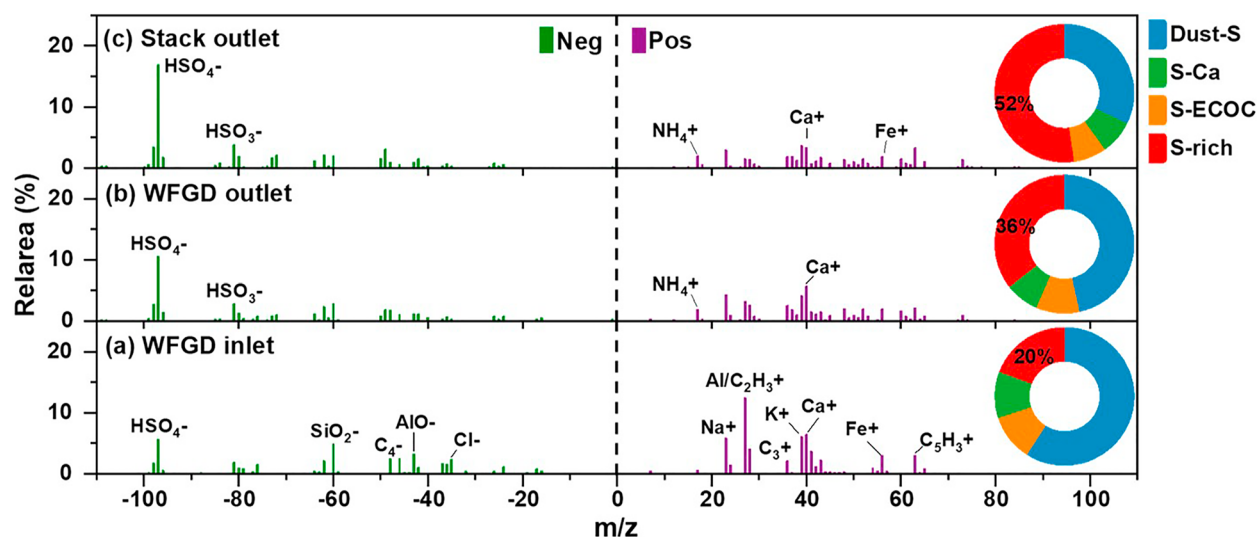 (c) Stack outlet
Neg
Pos
Dust-S
S-Ca
S-ECOC
S-rich
20
10
0
HSO₄-
HSO₃-
NH₄+
Ca+
Fe+
52%
(b) WFGD outlet
20
10
0
HSO₄-
HSO₃-
NH₄+
Ca+
36%
(a) WFGD inlet
20
10
0
HSO₄-
SiO₂-
C₄-
AlO-
Cl-
Na+
Al/C₂H₃+
C₃+
K+
Ca+
Fe+
C₅H₃+
20%
Relarea (%)
-100 -80 -60 -40 -20 0 20 40 60 80 100
m/z